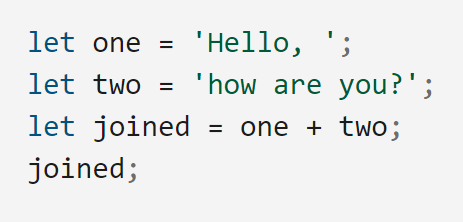 let one = 'Hello, ';
let two = 'how are you?';
let joined = one + two;
joined;